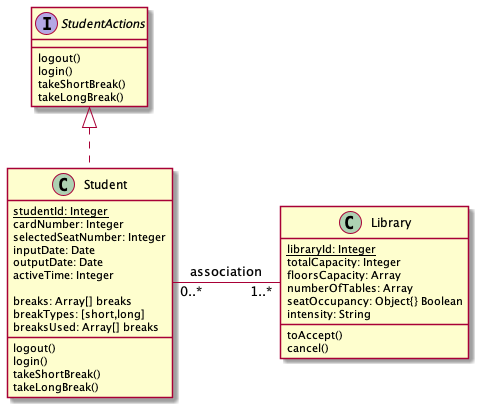 I StudentActions
logout()
login()
takeShortBreak()
takeLongBreak()
C Student
studentId: Integer
cardNumber: Integer
selectedSeatNumber: Integer
inputDate: Date
outputDate: Date
activeTime: Integer
breaks: Array[] breaks
breakTypes: [short,long]
breaksUsed: Array[] breaks
logout()
login()
takeShortBreak()
takeLongBreak()
association
0..* 1..*
C Library
libraryId: Integer
totalCapacity: Integer
floorsCapacity: Array
numberOfTables: Array
seatOccupancy: Object{} Boolean
intensity: String
toAccept()
cancel()